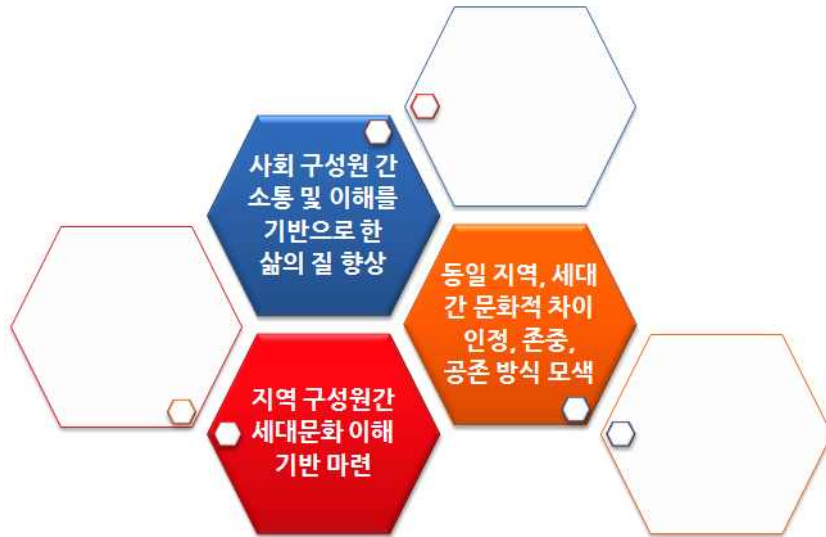 사회 구성원 간
소통 및 이해를
기반으로 한
삶의 질 향상
동일 지역, 세대
간 문화적 차이
인정, 존중,
공존 방식 모색
지역 구성원간
세대문화 이해
기반 마련